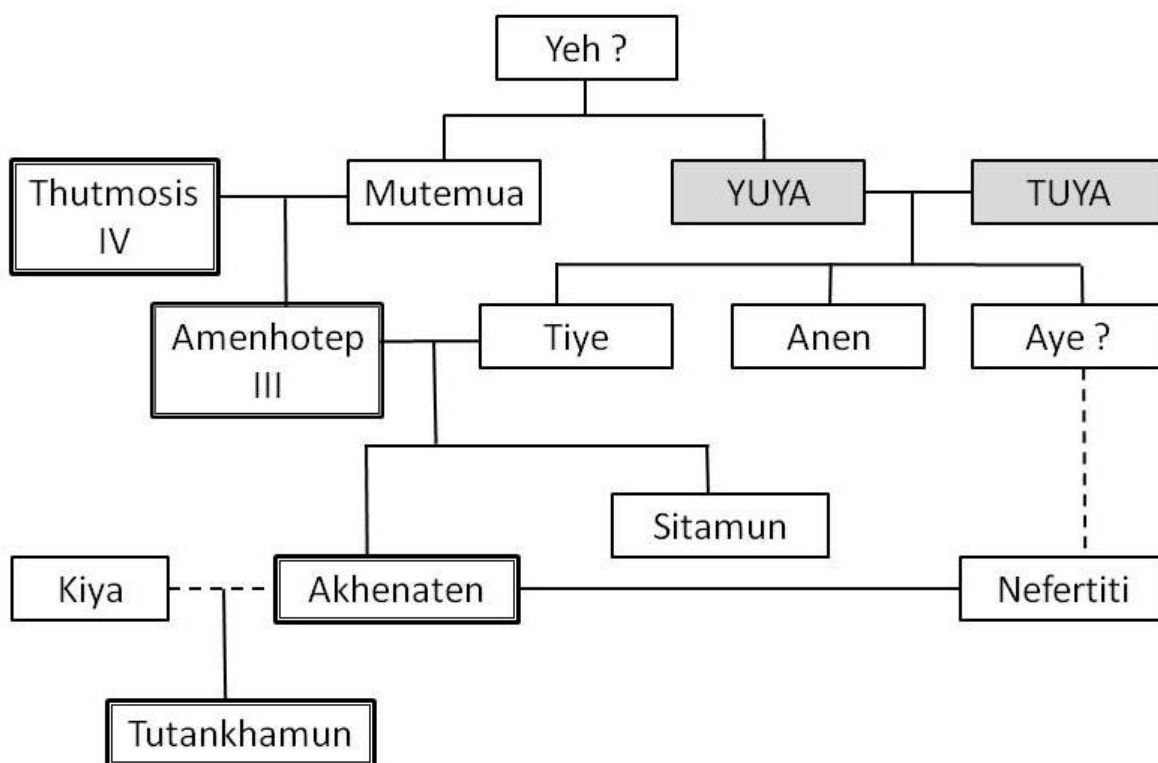 Yeh ?
Thutmosis
IV
Mutemua
YUYA
TUYA
Amenhotep
III
Tiye
Anen
Aye ?
Sitamun
Kiya
Akhenaten
Nefertiti
Tutankhamun